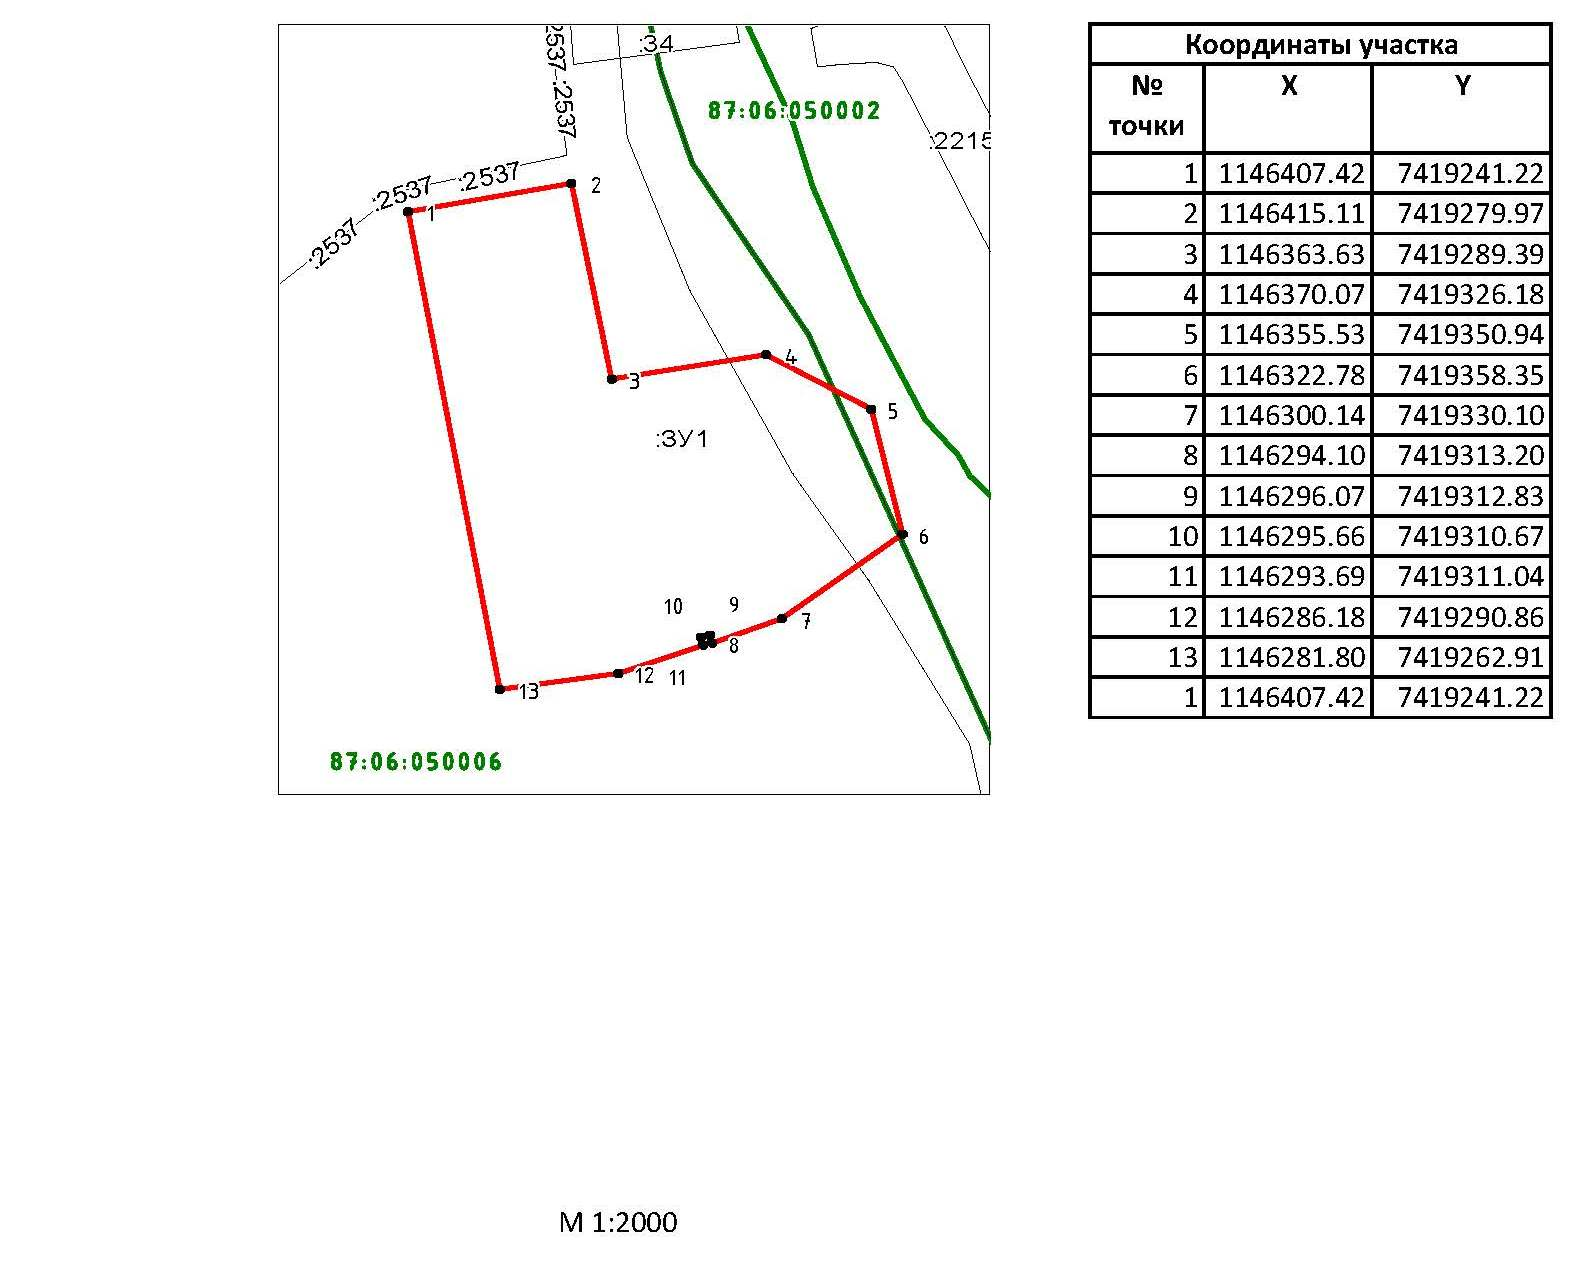 :2537
:2537
:34
87:06:050002
:2215
:2537
:2537
:2537
1
2
3
4
5
:ЗУ1
6
10
9
7
8
12
11
13
87:06:050006
М 1:2000
Координаты участка
№ точки X Y
1 1146407.42 7419241.22
2 1146415.11 7419279.97
3 1146363.63 7419289.39
4 1146370.07 7419326.18
5 1146355.53 7419350.94
6 1146322.78 7419358.35
7 1146300.14 7419330.10
8 1146294.10 7419313.20
9 1146296.07 7419312.83
10 1146295.66 7419310.67
11 1146293.69 7419311.04
12 1146286.18 7419290.86
13 1146281.80 7419262.91
1 1146407.42 7419241.22